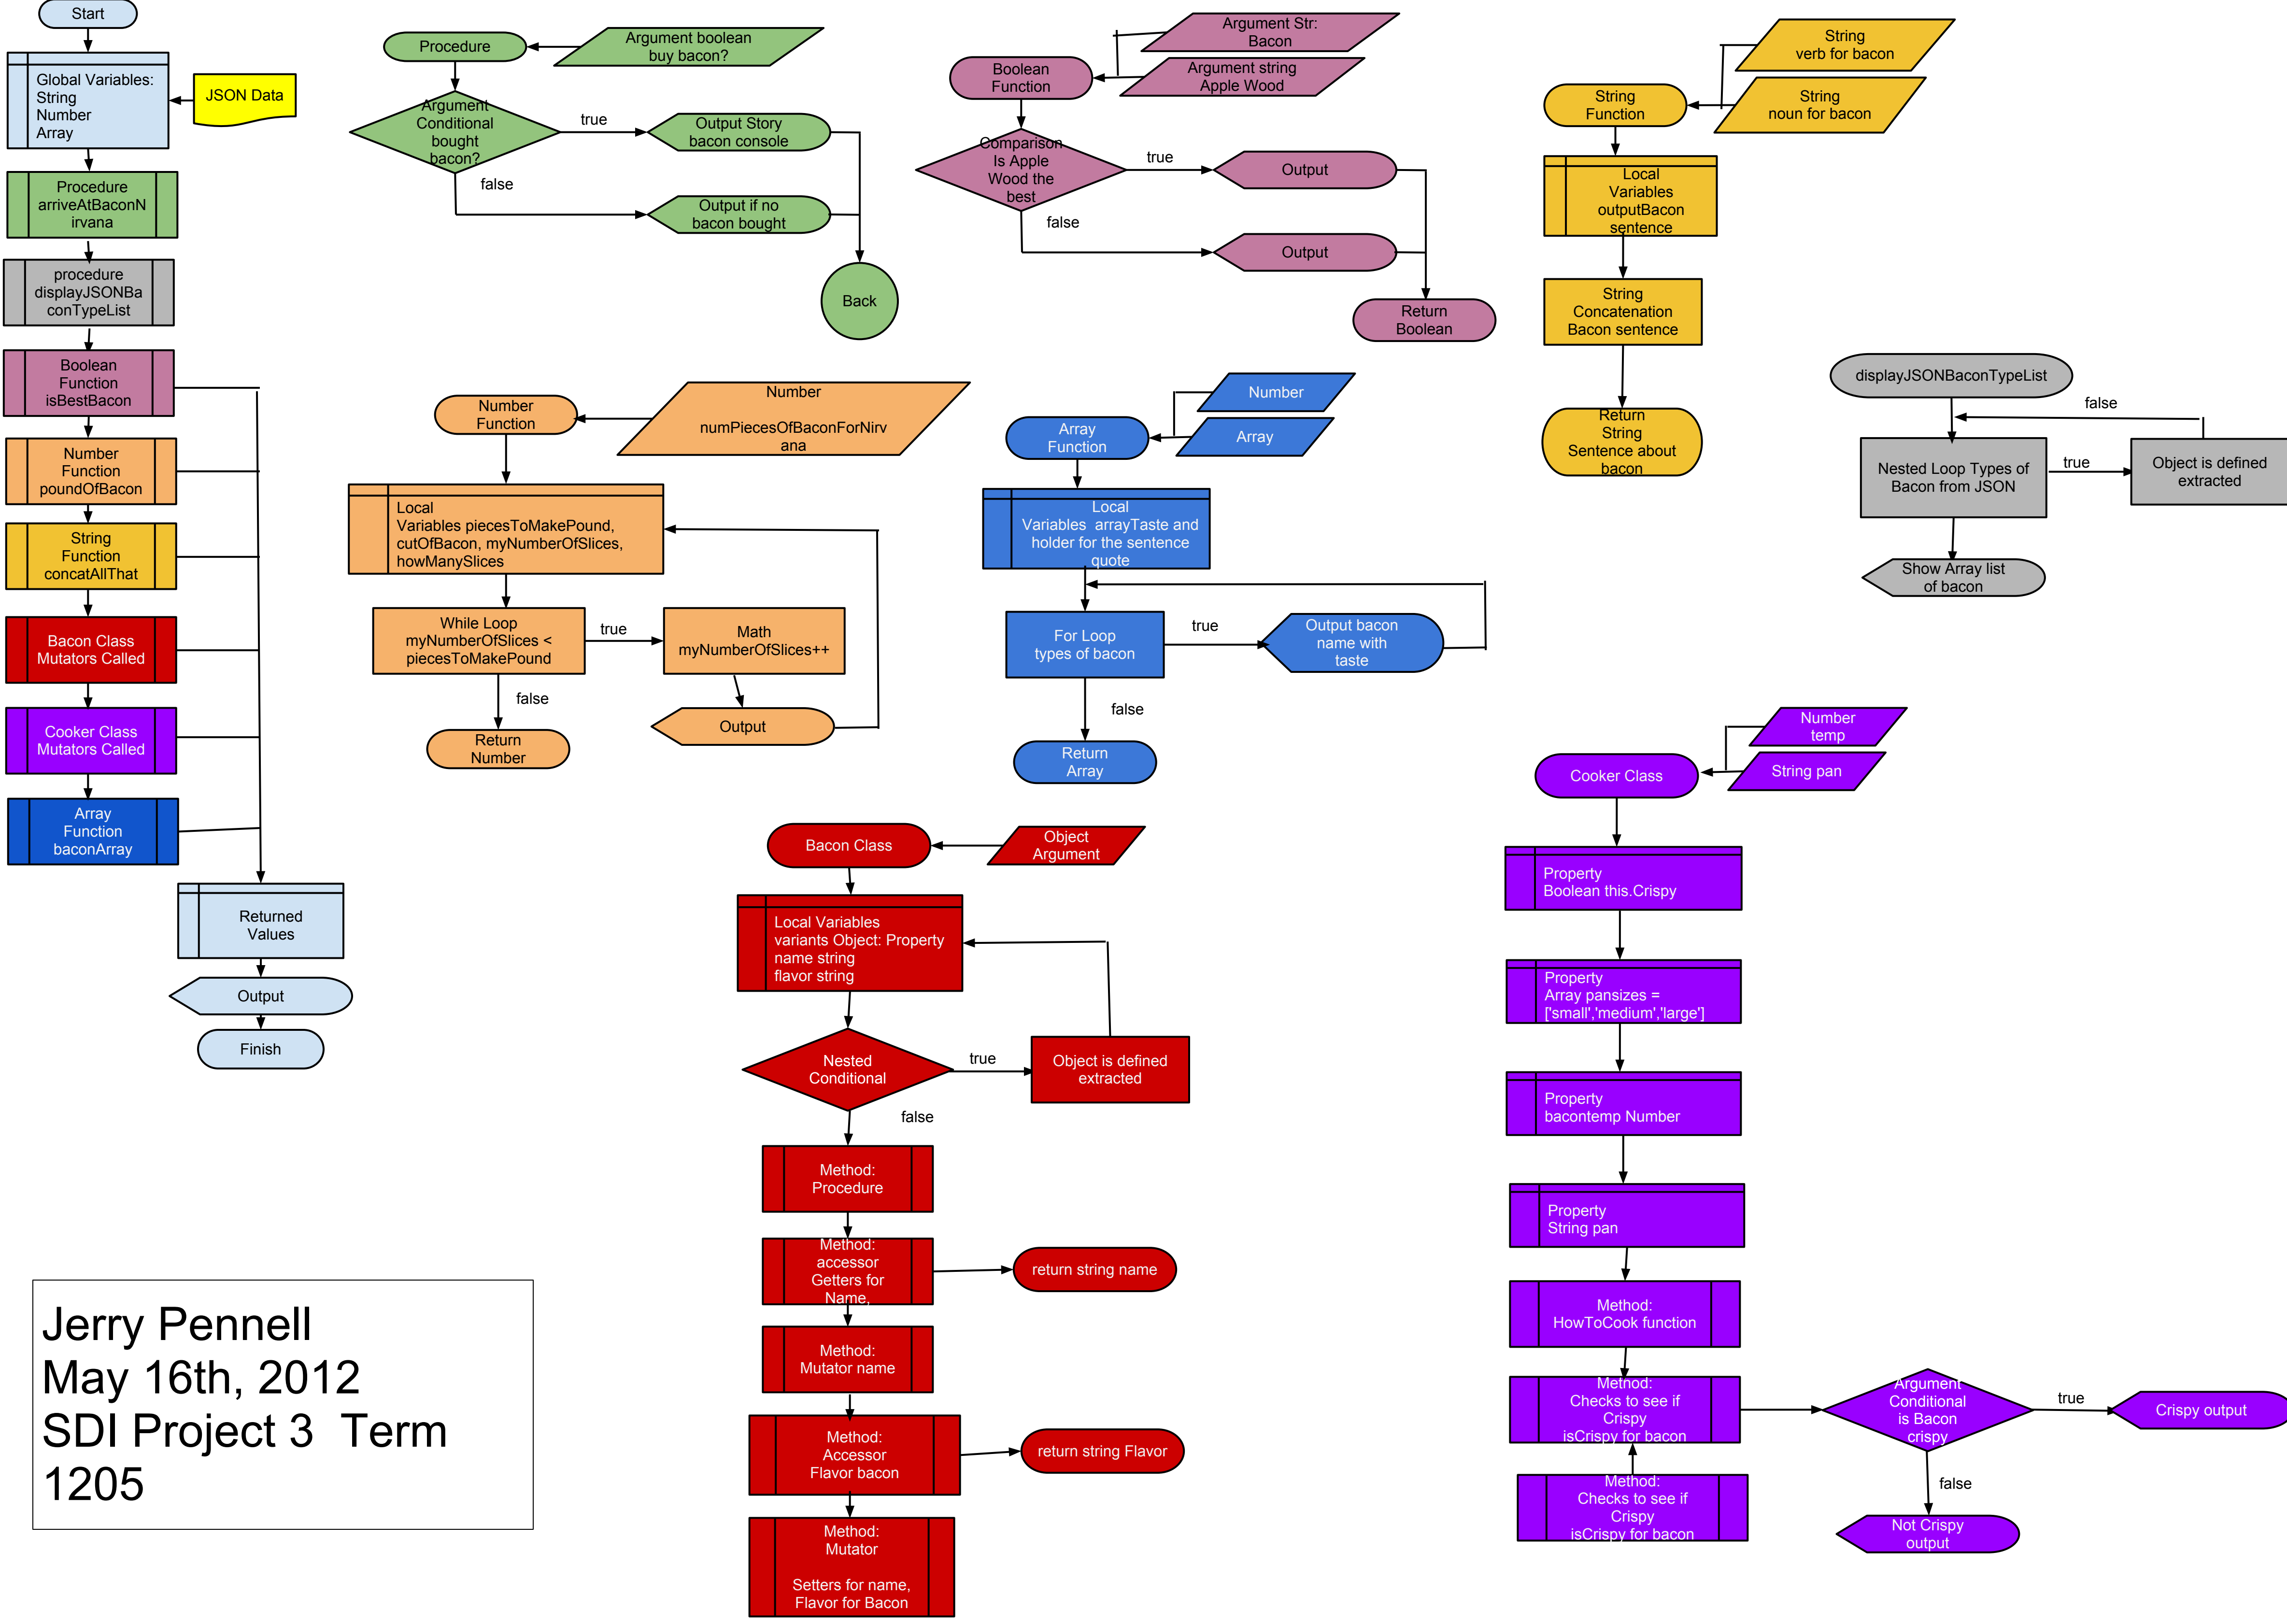 Start
Global Variables:
String
Number
Array
JSON Data
Procedure
arriveAtBaconN
irvana
procedure
displayJSONBa
conTypeList
Boolean
Function
isBestBacon
Number
Function
poundOfBacon
String
Function
concatAllThat
Bacon Class
Mutators Called
Cooker Class
Mutators Called
Array
Function
baconArray
Returned
Values
Output
Finish
Procedure
Argument boolean
buy bacon?
Argument
Conditional
bought
bacon?
true
Output Story
bacon console
false
Output if no
bacon bought
Back
Boolean
Function
Argument Str:
Bacon
Argument string
Apple Wood
Comparison
Is Apple
Wood the
best
true
Output
false
Output
Return
Boolean
String
Function
String
verb for bacon
String
noun for bacon
Local
Variables
outputBacon
sentence
String
Concatenation
Bacon sentence
Return
String
Sentence about
bacon
displayJSONBaconTypeList
false
Nested Loop Types of
Bacon from JSON
true
Object is defined
extracted
Show Array list
of bacon
Number
Function
Number
numPiecesOfBaconForNirv
ana
Local
Variables piecesToMakePound,
cutOfBacon, myNumberOfSlices,
howManySlices
While Loop
myNumberOfSlices <
piecesToMakePound
true
Math
myNumberOfSlices++
false
Output
Return
Number
Array
Function
Number
Array
Local
Variables  arrayTaste and
holder for the sentence
quote
For Loop
types of bacon
true
Output bacon
name with
taste
false
Return
Array
Bacon Class
Object
Argument
Local Variables
variants Object: Property
name string
flavor string
Nested
Conditional
true
Object is defined
extracted
false
Method:
Procedure
Method:
accessor
Getters for
Name,
return string name
Method:
Mutator name
Method:
Accessor
Flavor bacon
return string Flavor
Method:
Mutator
Setters for name,
Flavor for Bacon
Cooker Class
Number
temp
String pan
Property
Boolean this.Crispy
Property
Array pansizes =
['small','medium','large']
Property
bacontemp Number
Property
String pan
Method:
HowToCook function
Method:
Checks to see if
Crispy
isCrispy for bacon
Argument
Conditional
is Bacon
crispy
true
Crispy output
false
Not Crispy
output
Method:
Checks to see if
Crispy
isCrispy for bacon
Jerry Pennell
May 16th, 2012
SDI Project 3  Term
1205